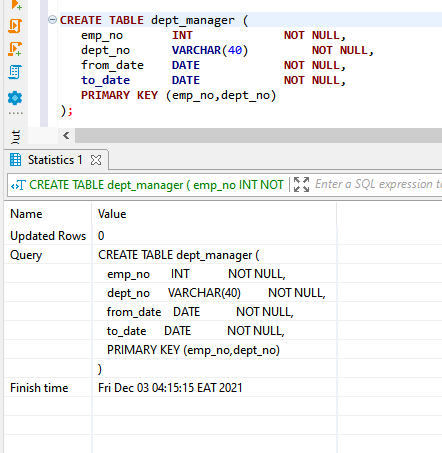 CREATE TABLE dept_manager (
emp_no INT NOT NULL,
dept_no VARCHAR(40) NOT NULL,
from_date DATE NOT NULL,
to_date DATE NOT NULL,
PRIMARY KEY (emp_no,dept_no)
);
Statistics 1
CREATE TABLE dept_manager ( emp_no INT NOT Enter a SQL expression to
Name Value
Updated Rows 0
Query CREATE TABLE dept_manager (
emp_no INT NOT NULL,
dept_no VARCHAR(40) NOT NULL,
from_date DATE NOT NULL,
to_date DATE NOT NULL,
PRIMARY KEY (emp_no,dept_no)
)
Finish time Fri Dec 03 04:15:15 EAT 2021